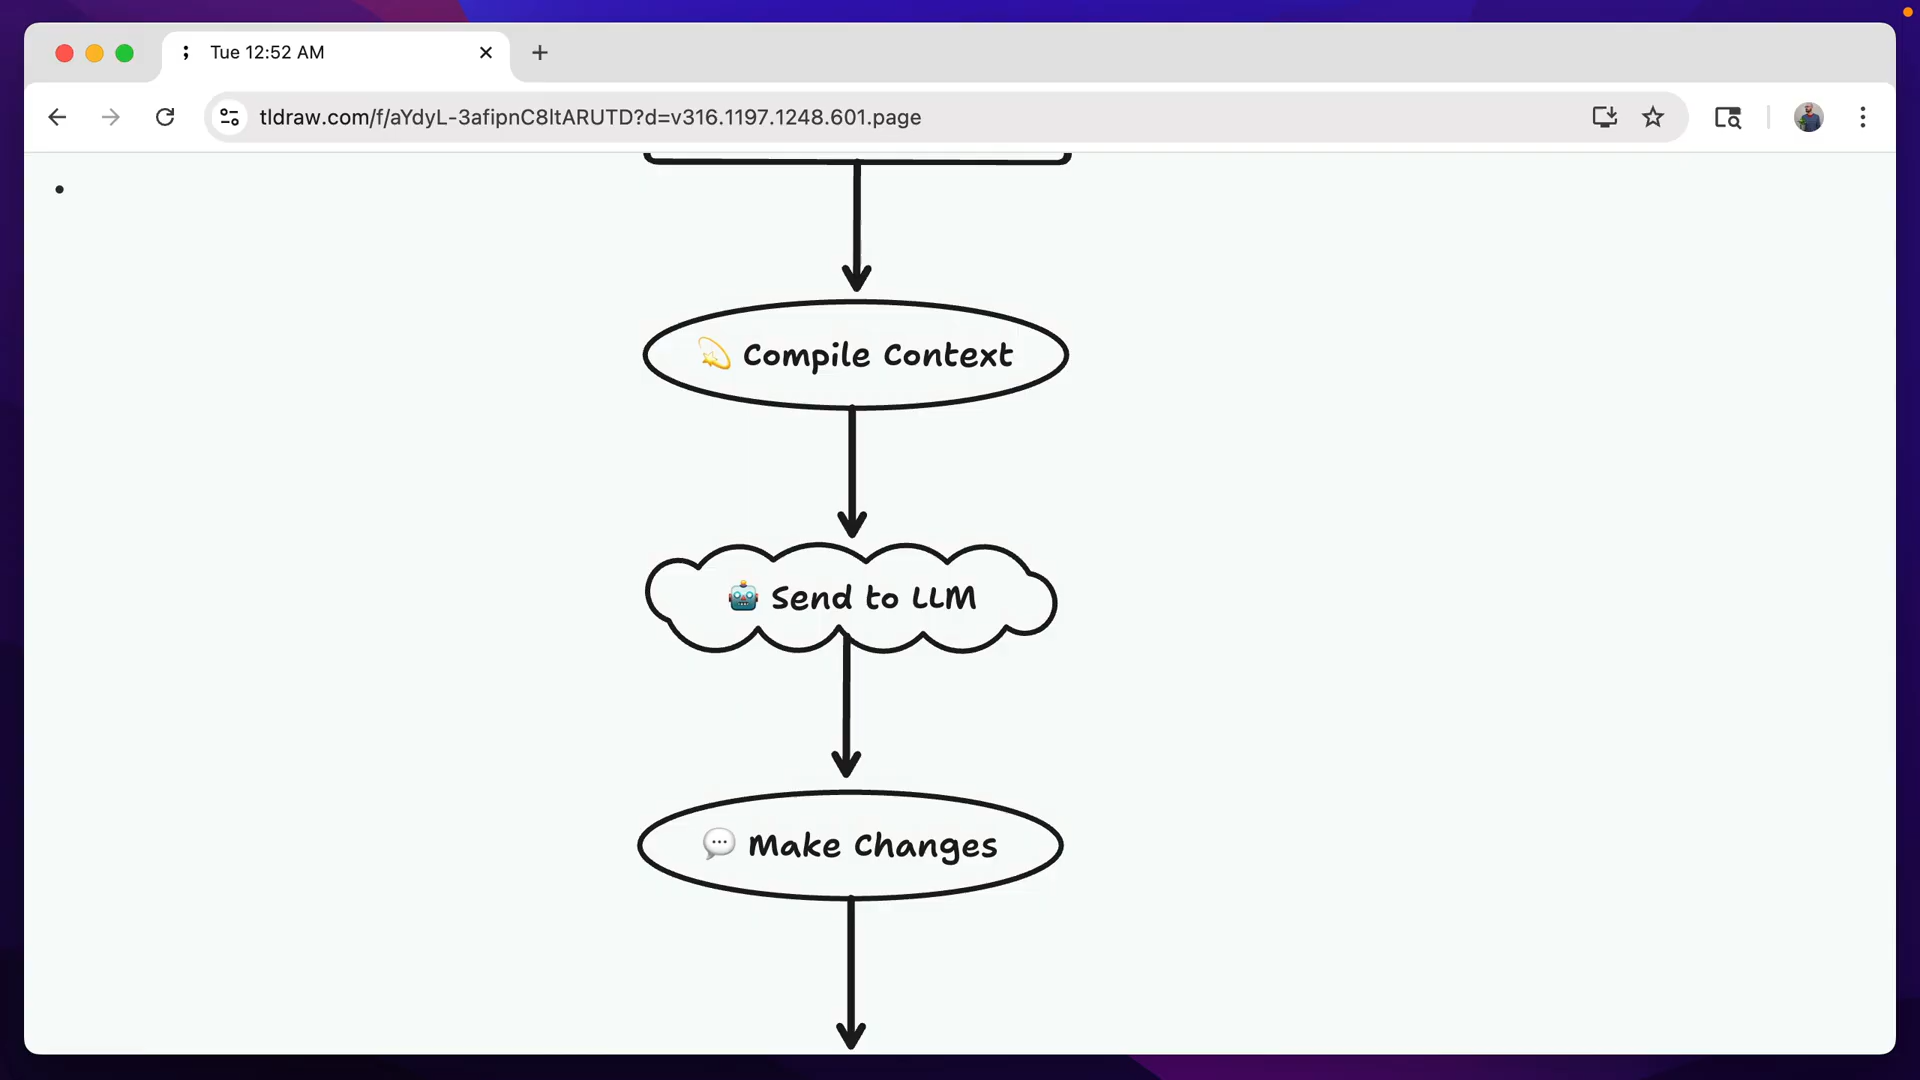 Tue 12:52 AM
tldraw.com/f/aYdyL-3afipnC8ltARUTD?d=v316.1197.1248.601.page
💫 Compile Context
🤖 Send to LLM
💬 Make Changes